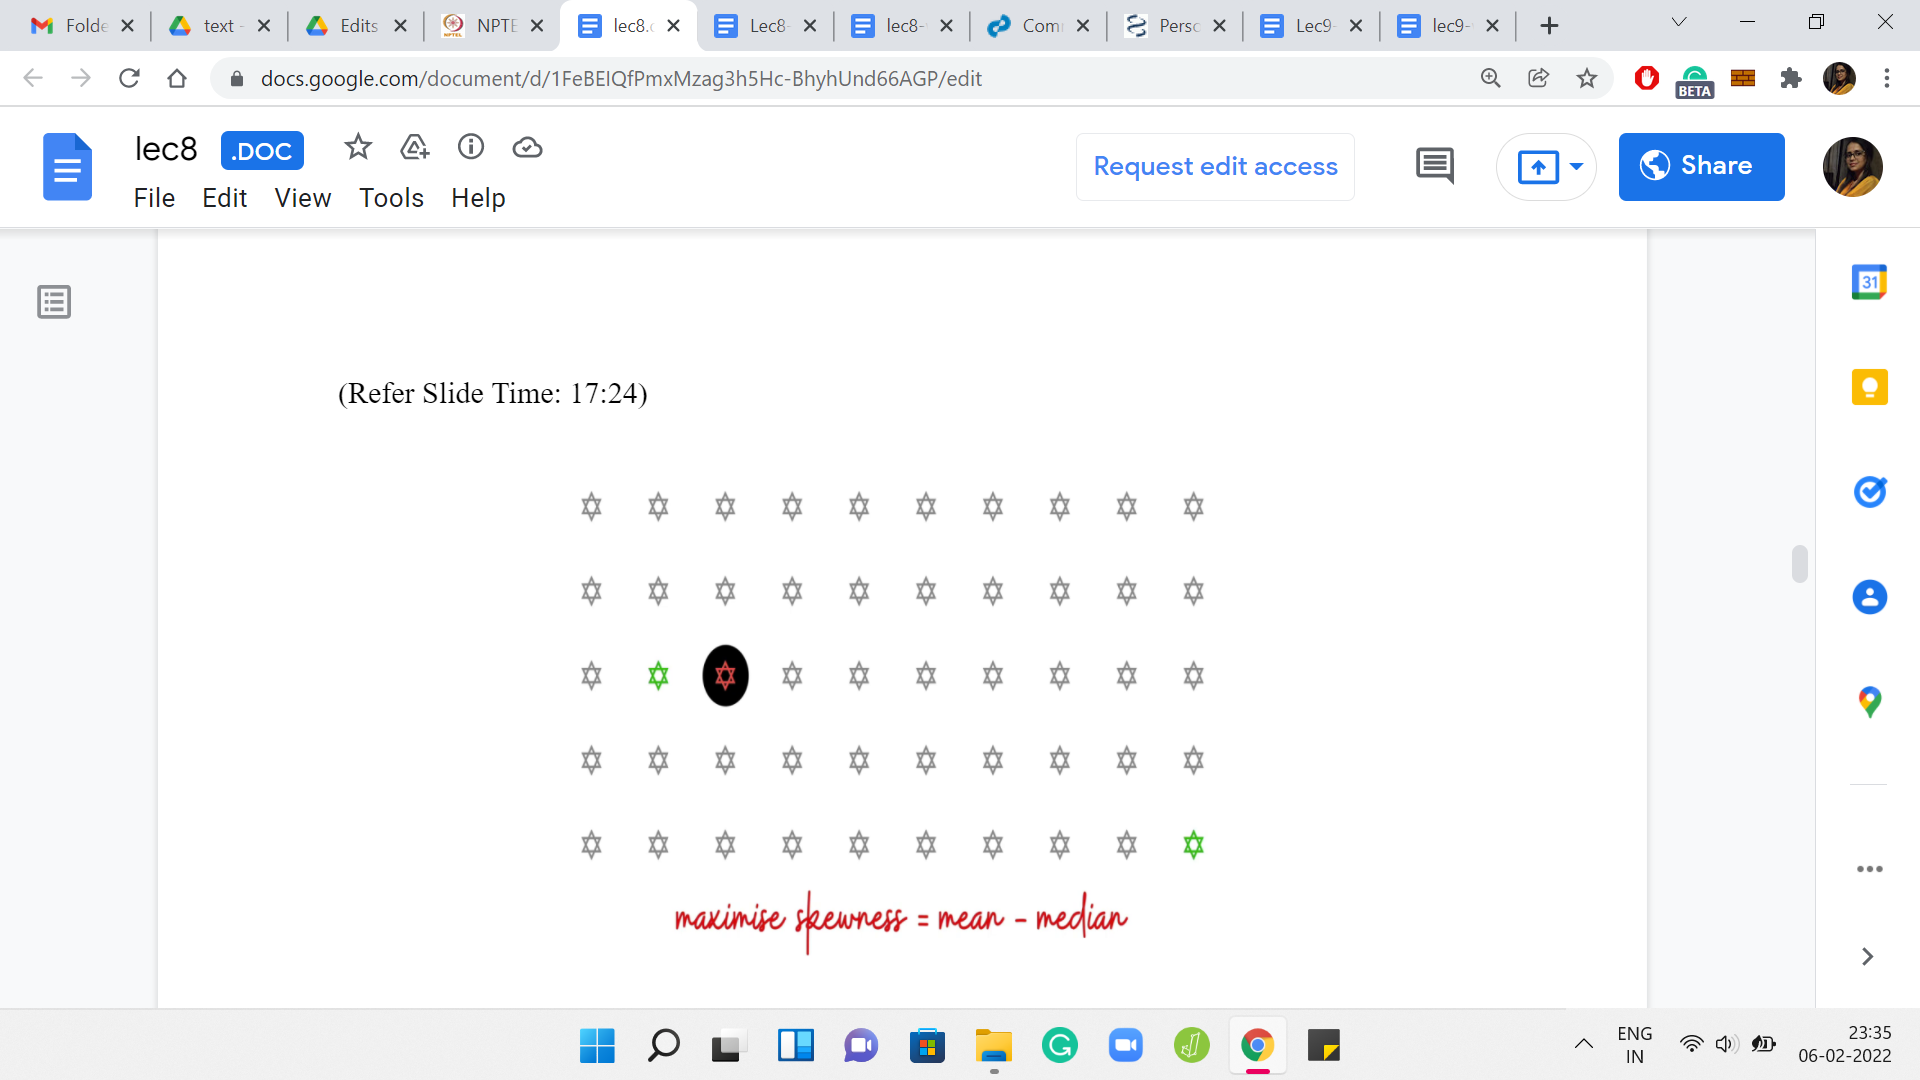 Folde
text -
Edits
NPTE
lec8.c
Lec8-
lec8-
Com
Perso
Lec9-
lec9-
docs.google.com/document/d/1FeBEIQfPmxMzag3h5Hc-BhyhUnd66AGP/edit
BETA
lec8
.DOC
Request edit access
Share
File Edit View Tools Help
31
(Refer Slide Time: 17:24)
maximise skewness = mean - median
ENG
IN
23:35
06-02-2022